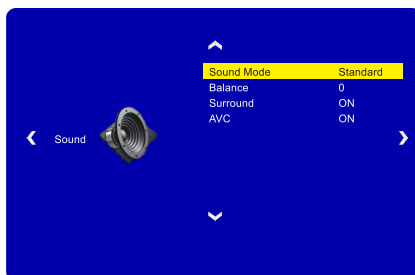 Sound
Sound Mode Standard
Balance 0
Surround ON
AVC ON